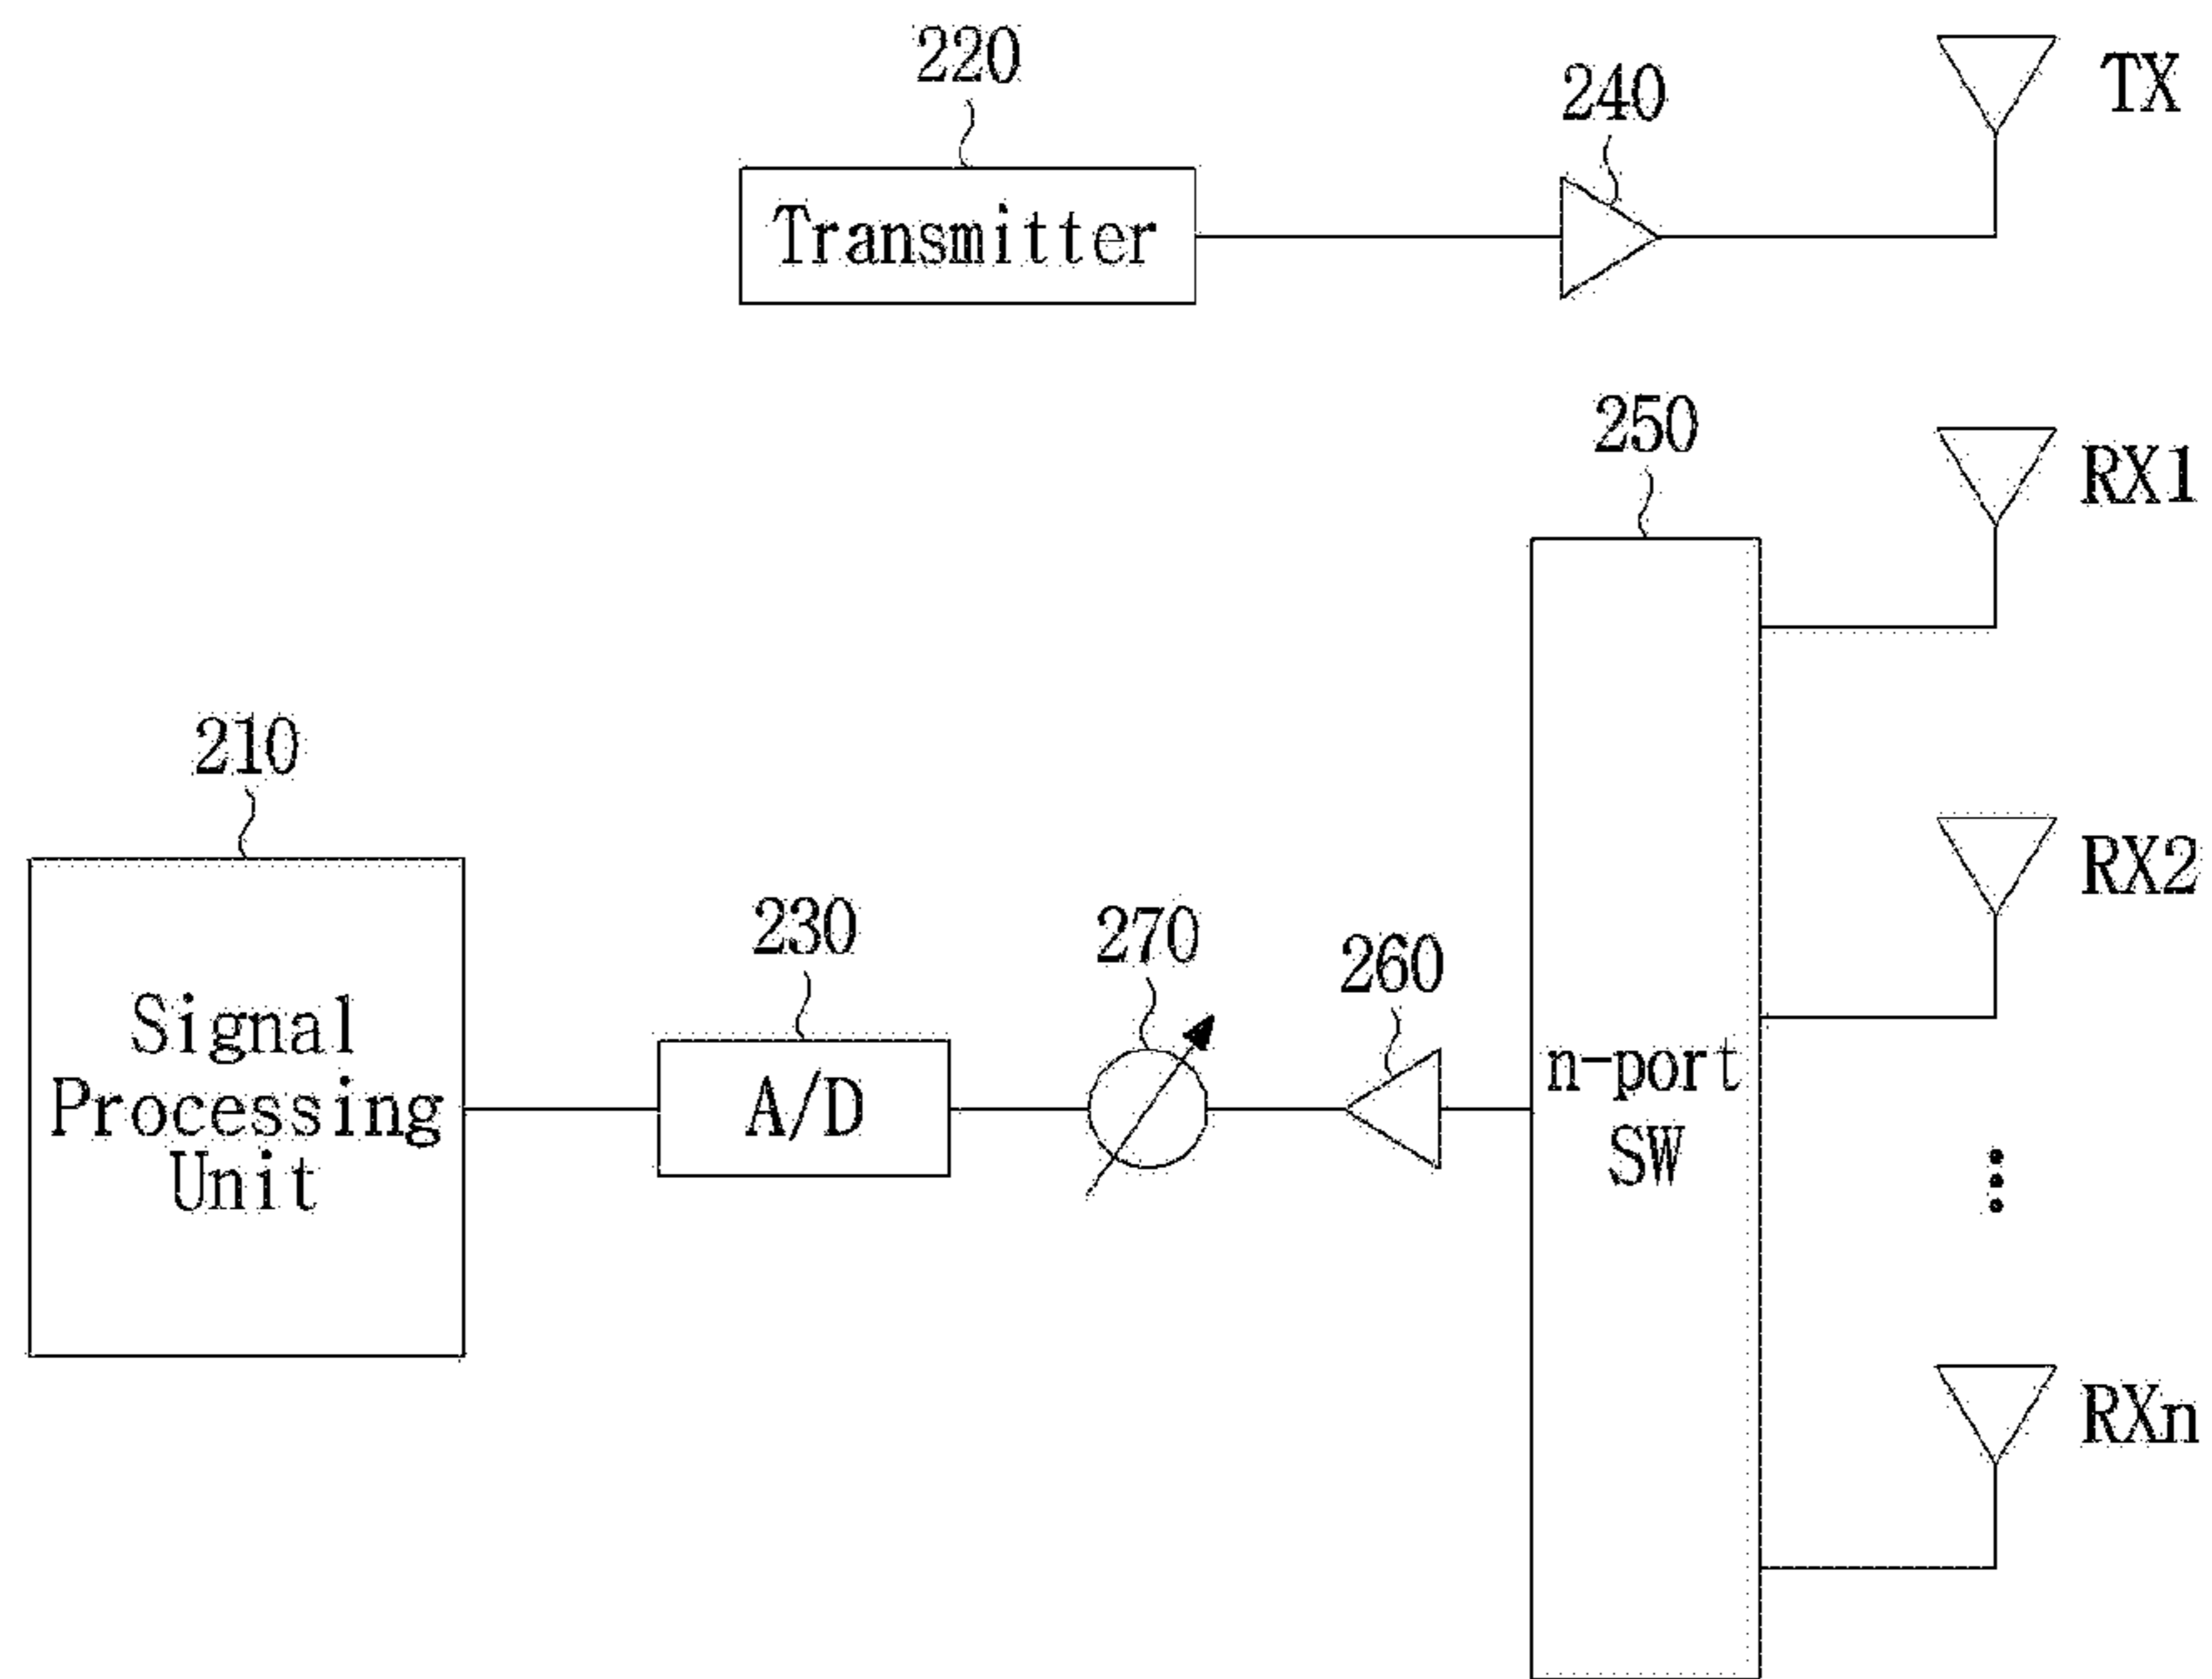 220
240
TX
Transmitter
250
RX1
210
RX2
230
270
260
Signal
Processing
Unit
A/D
n-port
SW
RXn